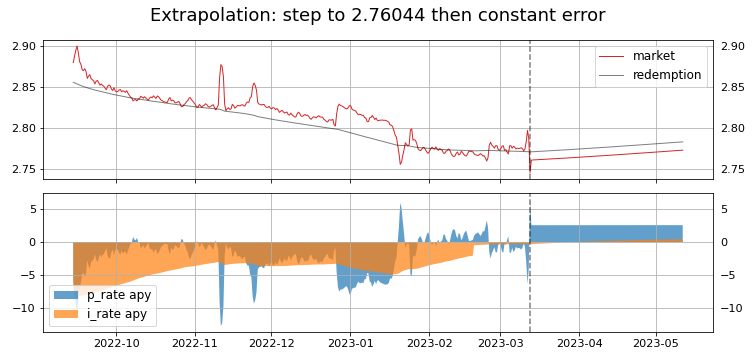 Extrapolation: step to 2.76044 then constant error
2.90 2.90
market
redemption
2.85 2.85
2.80 2.80
2.75 2.75
5 5
0 0
−5 −5
−10 −10
p_rate apy
i_rate apy
2022-10 2022-11 2022-12 2023-01 2023-02 2023-03 2023-04 2023-05